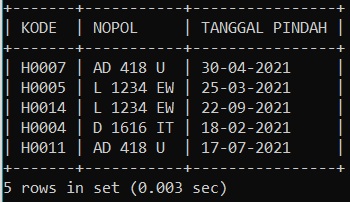 +-------+-----------+----------------+
| KODE  | NOPOL     | TANGGAL PINDAH |
+-------+-----------+----------------+
| H0007 | AD 418 U  | 30-04-2021     |
| H0005 | L 1234 EW | 25-03-2021     |
| H0014 | L 1234 EW | 22-09-2021     |
| H0004 | D 1616 IT | 18-02-2021     |
| H0011 | AD 418 U  | 17-07-2021     |
+-------+-----------+----------------+
5 rows in set (0.003 sec)